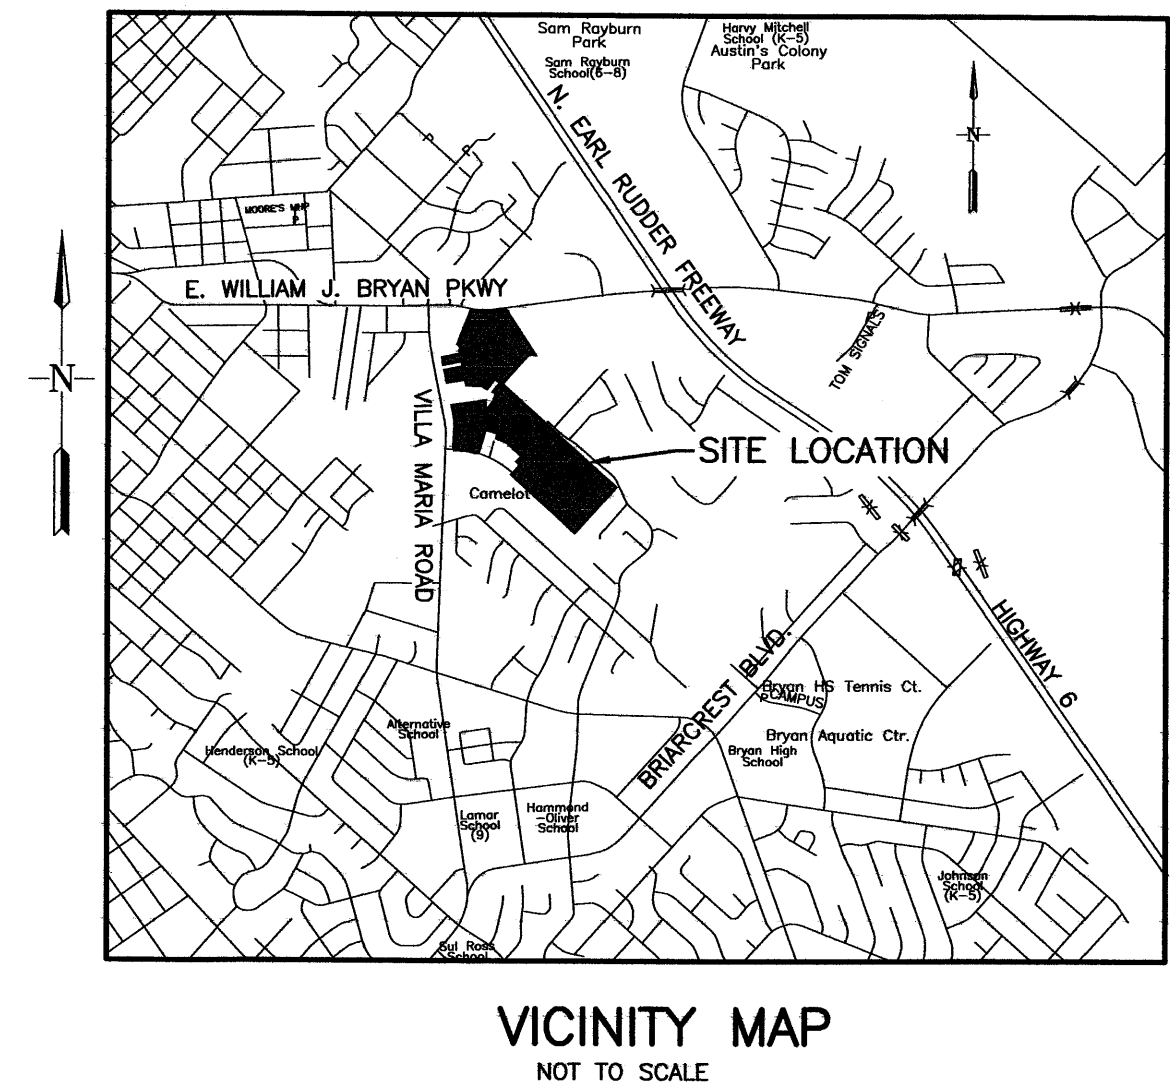 Sam Rayburn
Park
Sam Rayburn
School(6-8)
Harvy Mitchell
School (K-5)
Austin's Colony
Park
N
N. EARL RUDDER FREEWAY
MOORE'S MHP
P
E. WILLIAM J. BRYAN PKWY
TOM SIGNALS
N
VILLA MARIA ROAD
SITE LOCATION
Camelot
HIGHWAY 6
BRIARCREST BLVD.
Bryan HS Tennis Ct.
P CAMPUS
Bryan Aquatic Ctr.
Bryan High
School
Alternative
School
Henderson School
(K-5)
Lamar
School
(9)
Hammond
-Oliver
School
Johnson
School
(K-5)
Sul Ross
School
VICINITY MAP
NOT TO SCALE